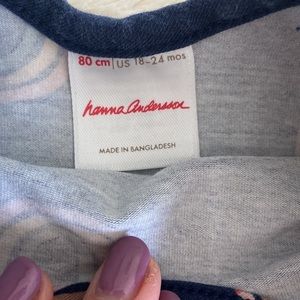 80 cm | US 18-24 mos
hanna andersson
MADE IN BANGLADESH